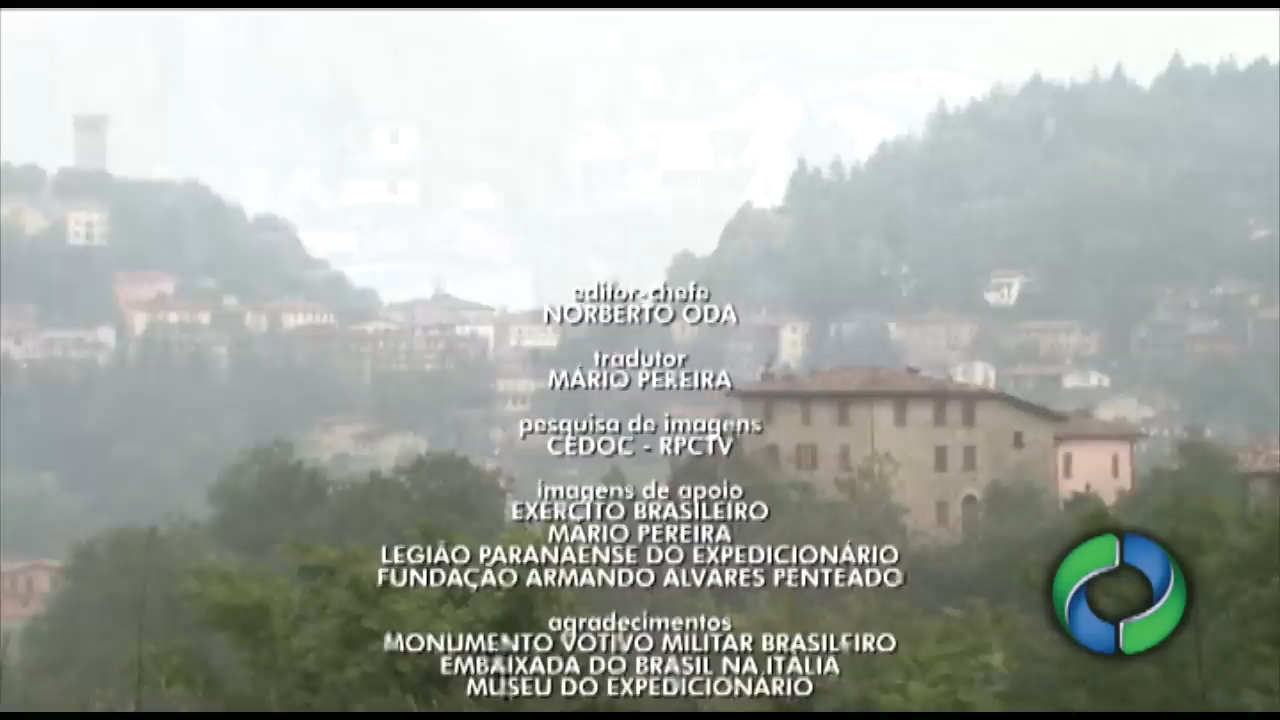 editor-chefe
NORBERTO ODA
tradutor
MÁRIO PEREIRA
pesquisa de imagens
CEDOC - RPCTV
imagens de apoio
EXÉRCITO BRASILEIRO
MÁRIO PEREIRA
LEGIÃO PARANAENSE DO EXPEDICIONÁRIO
FUNDAÇÃO ARMANDO ALVARES PENTEADO
agradecimentos
MONUMENTO VOTIVO MILITAR BRASILEIRO
EMBAIXADA DO BRASIL NA ITÁLIA
MUSEU DO EXPEDICIONÁRIO